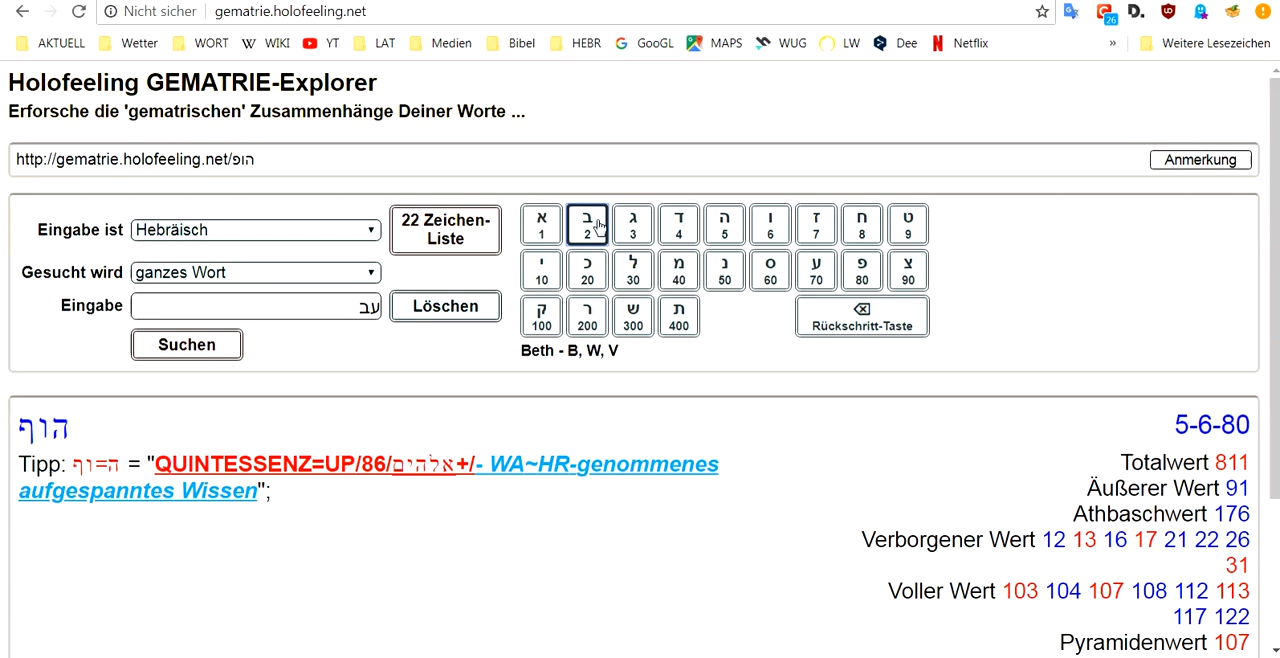 Nicht sicher | gematrie.holofeeling.net
26
AKTUELL Wetter WORT WIKI YT LAT Medien Bibel HEBR GooGL MAPS WUG LW Dee Netflix » Weitere Lesezeichen
Holofeeling GEMATRIE-Explorer
Erforsche die 'gematrischen' Zusammenhänge Deiner Worte ...
http://gematrie.holofeeling.net/הופ Anmerkung
Eingabe ist Hebräisch
22 Zeichen-
Liste
Gesucht wird ganzes Wort
Eingabe עב Löschen
Suchen
א ב ג ד ה ו ז ח ט
1 2 3 4 5 6 7 8 9
י כ ל מ נ ס ע פ צ
10 20 30 40 50 60 70 80 90
ק ר ש ת
100 200 300 400 Rückschritt-Taste
Beth - B, W, V
הוף
Tipp: ה=וף = "QUINTESSENZ=UP/86/אלהים+/- WA~HR-genommenes
aufgespanntes Wissen";
5-6-80
Totalwert 811
Äußerer Wert 91
Athbaschwert 176
Verborgener Wert 12 13 16 17 21 22 26
31
Voller Wert 103 104 107 108 112 113
117 122
Pyramidenwert 107